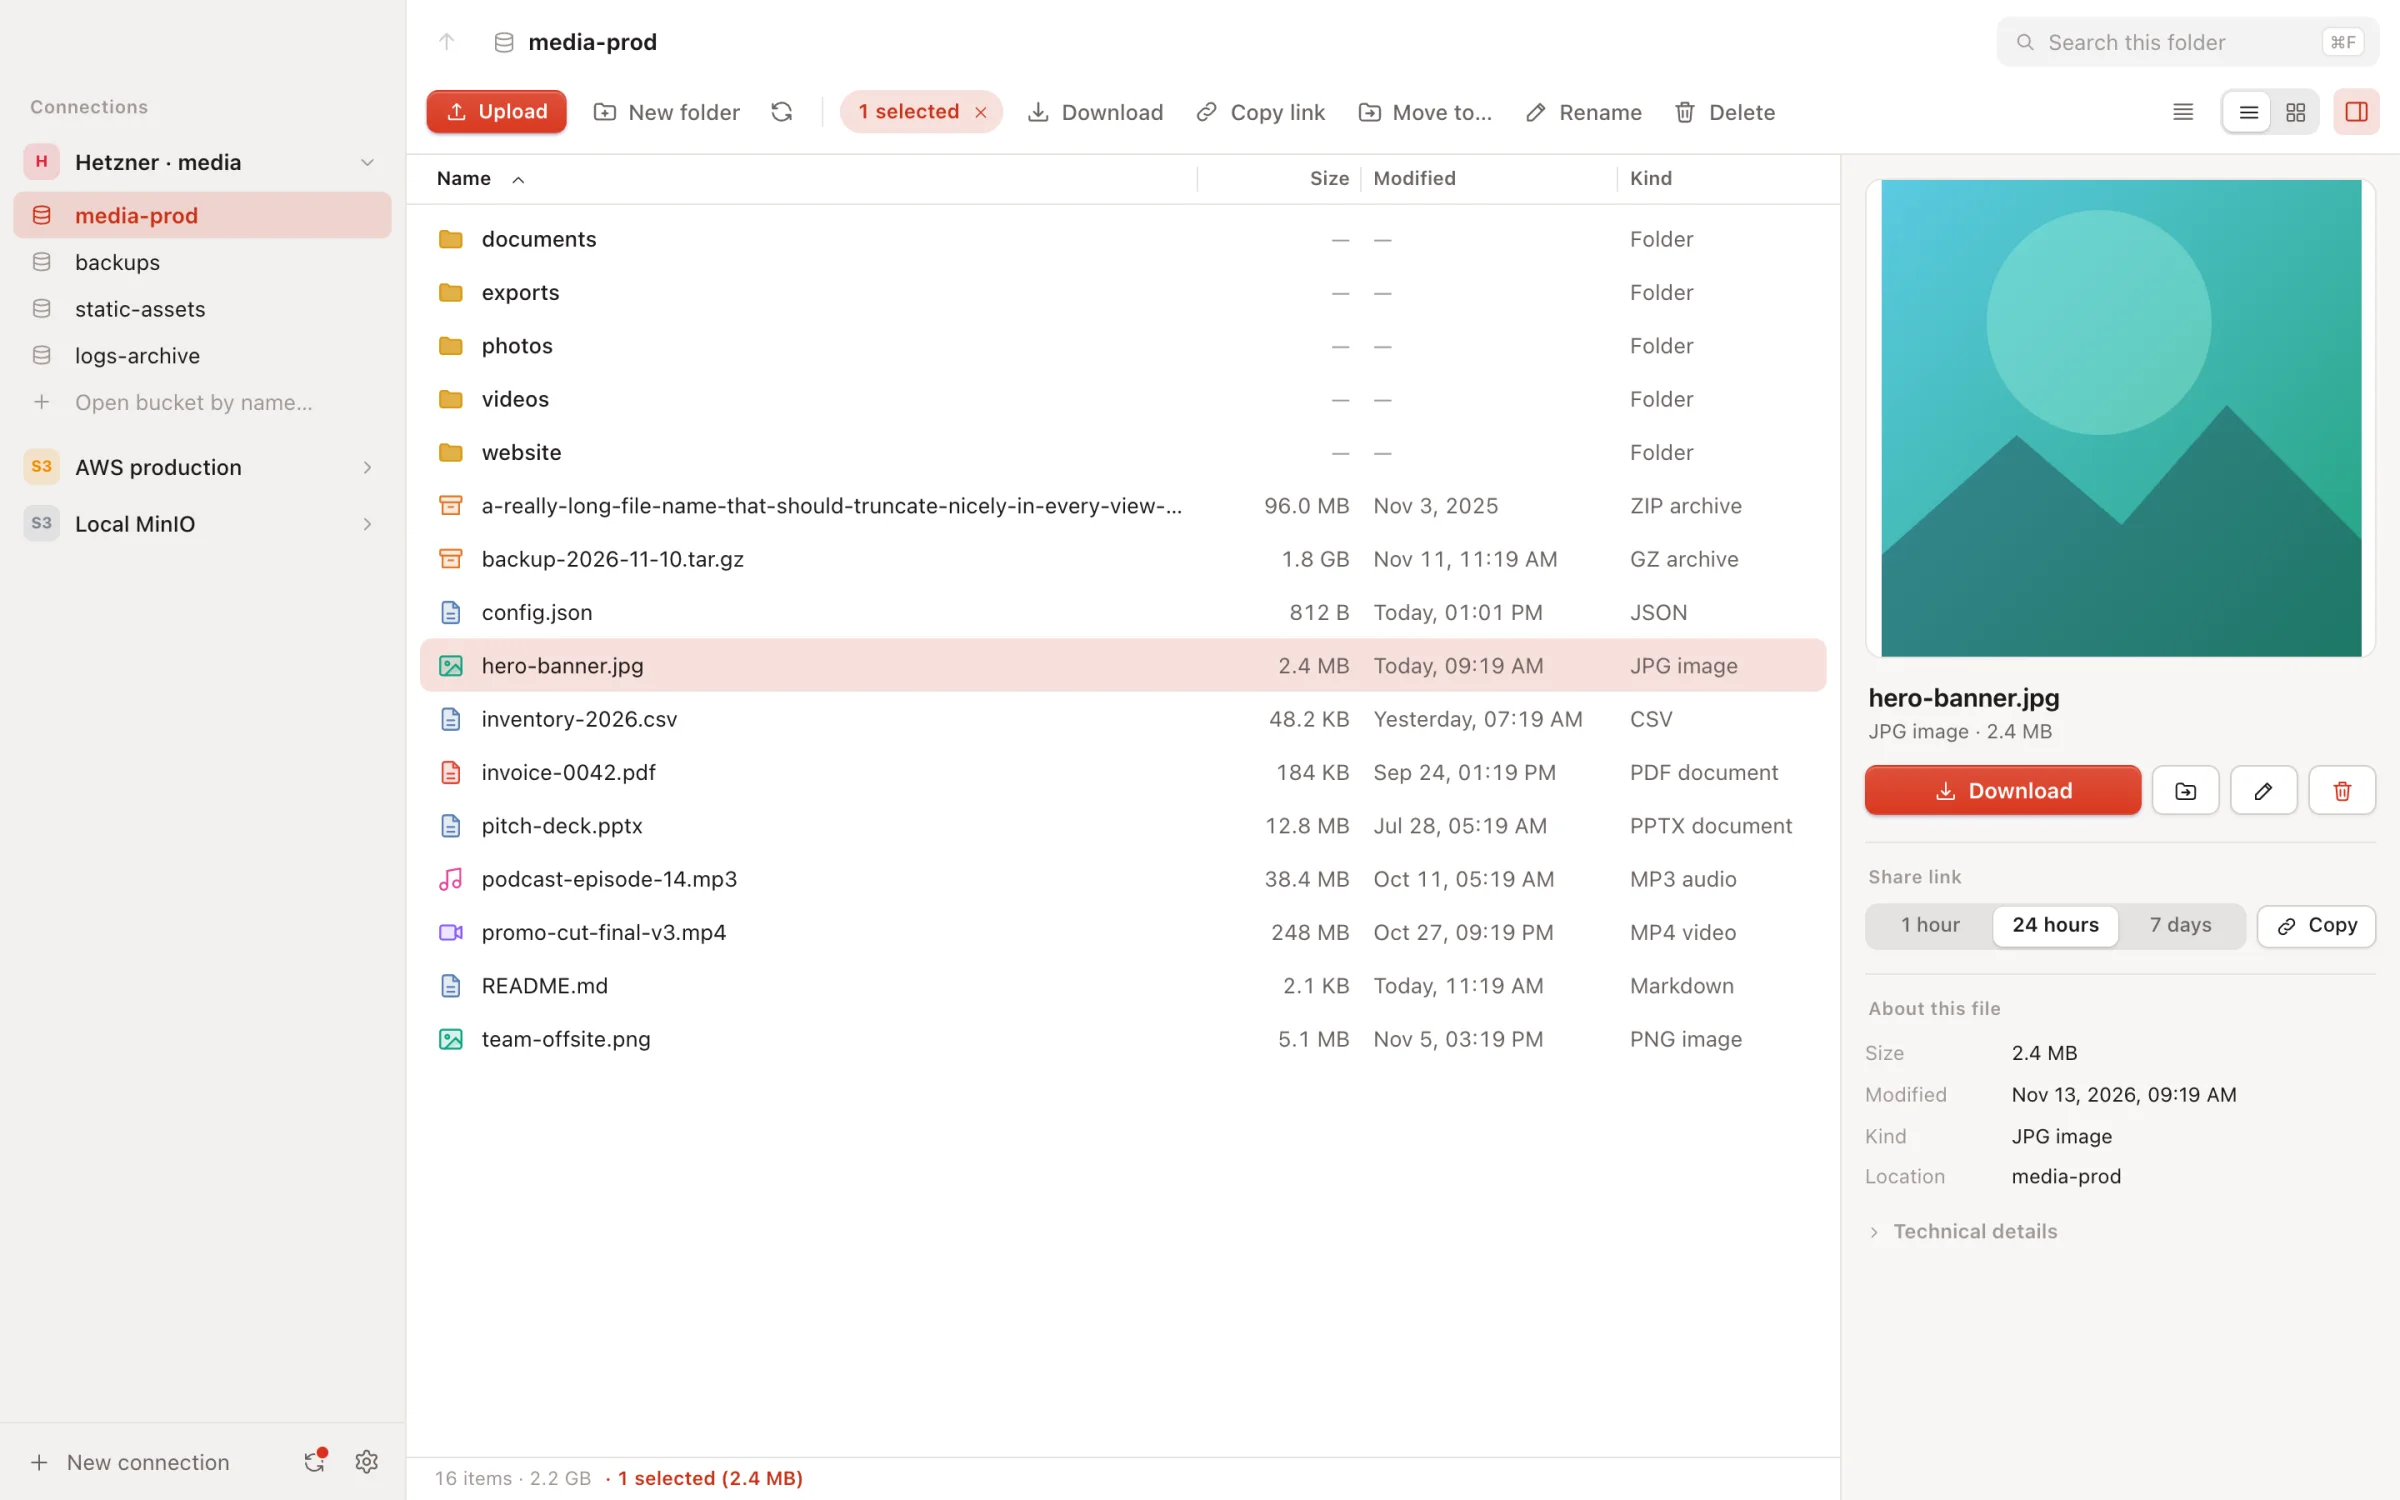 media-prod
Search this folder
⌘F
Connections
H
Hetzner · media
media-prod
backups
static-assets
logs-archive
Open bucket by name...
S3
AWS production
S3
Local MinIO
New connection
Upload
New folder
1 selected
Download
Copy link
Move to...
Rename
Delete
Name
Size
Modified
Kind
documents — — Folder
exports — — Folder
photos — — Folder
videos — — Folder
website — — Folder
a-really-long-file-name-that-should-truncate-nicely-in-every-view-... 96.0 MB Nov 3, 2025 ZIP archive
backup-2026-11-10.tar.gz 1.8 GB Nov 11, 11:19 AM GZ archive
config.json 812 B Today, 01:01 PM JSON
hero-banner.jpg 2.4 MB Today, 09:19 AM JPG image
inventory-2026.csv 48.2 KB Yesterday, 07:19 AM CSV
invoice-0042.pdf 184 KB Sep 24, 01:19 PM PDF document
pitch-deck.pptx 12.8 MB Jul 28, 05:19 AM PPTX document
podcast-episode-14.mp3 38.4 MB Oct 11, 05:19 AM MP3 audio
promo-cut-final-v3.mp4 248 MB Oct 27, 09:19 PM MP4 video
README.md 2.1 KB Today, 11:19 AM Markdown
team-offsite.png 5.1 MB Nov 5, 03:19 PM PNG image
16 items · 2.2 GB · 1 selected (2.4 MB)
hero-banner.jpg
JPG image · 2.4 MB
Download
Share link
1 hour
24 hours
7 days
Copy
About this file
Size 2.4 MB
Modified Nov 13, 2026, 09:19 AM
Kind JPG image
Location media-prod
Technical details